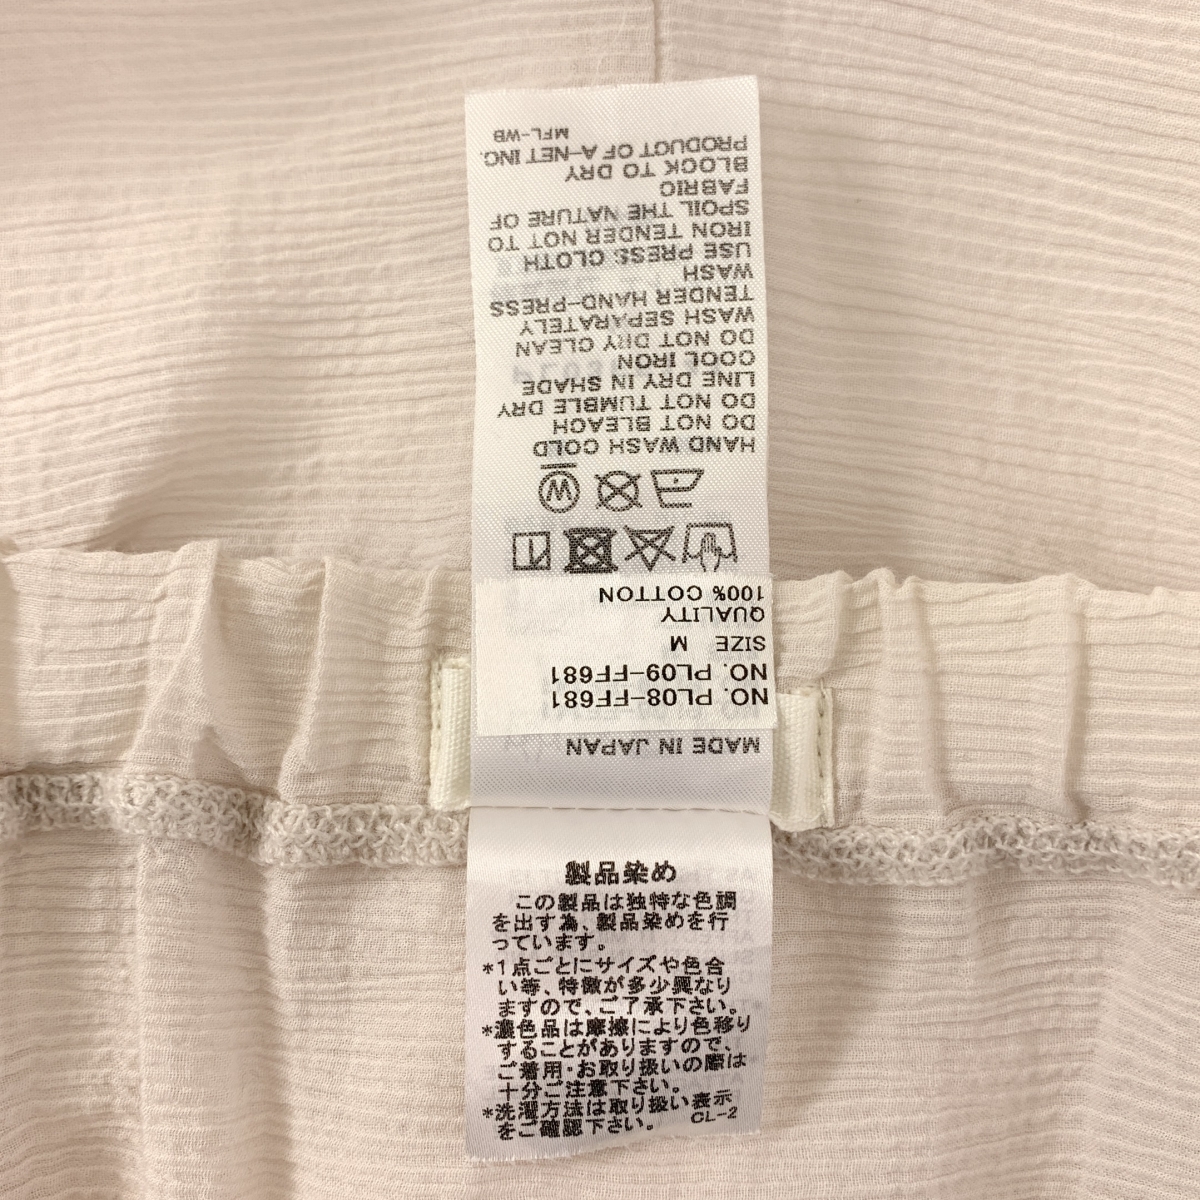 MADE IN JAPAN
NO. PL08-FF681
NO. PL09-FF681
SIZE M
QUALITY
100% COTTON
HAND WASH COLD
DO NOT BLEACH
DO NOT TUMBLE DRY
LINE DRY IN SHADE
COOL IRON
DO NOT DRY CLEAN
WASH SEPARATELY
TENDER HAND-PRESS
WASH
USE PRESS CLOTH
IRON TENDER NOT TO
SPOIL THE NATURE OF
FABRIC
BLOCK TO DRY
PRODUCT OF A-NET INC.
MFL-WB
製品染め
この製品は独特な色調
を出す為、製品染めを行
っています。
*1点ごとにサイズや色合
い等、特徴が多少異なり
ますので、ご了承下さい。
*濃色品は摩擦により色移り
することがありますので、
ご着用・お取り扱いの際は
十分ご注意下さい。
*洗濯方法は取り扱い表示
をご確認下さい。 CL-2